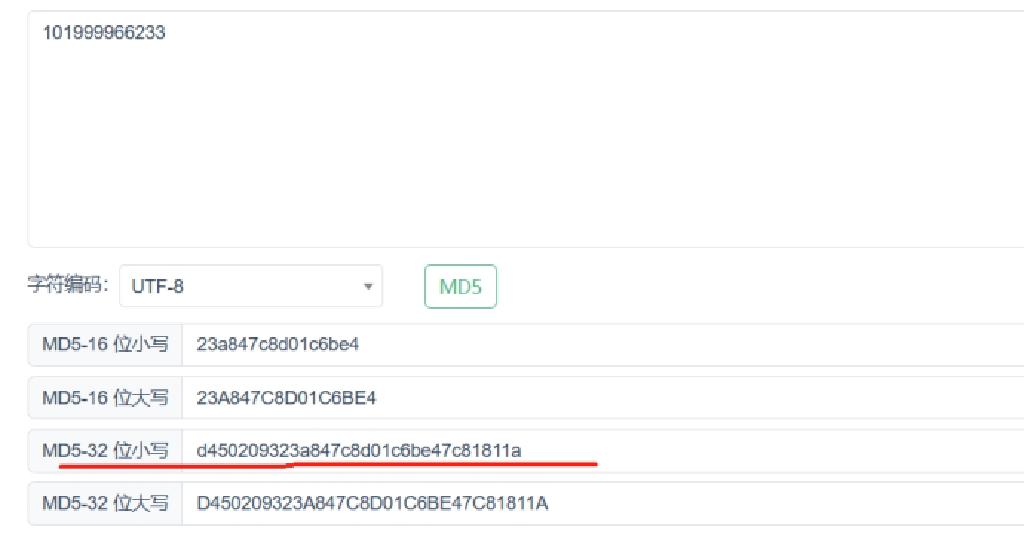 101999966233
字符编码： UTF-8 MD5
MD5-16 位小写 23a847c8d01c6be4
MD5-16 位大写 23A847C8D01C6BE4
MD5-32 位小写 d450209323a847c8d01c6be47c81811a
MD5-32 位大写 D450209323A847C8D01C6BE47C81811A